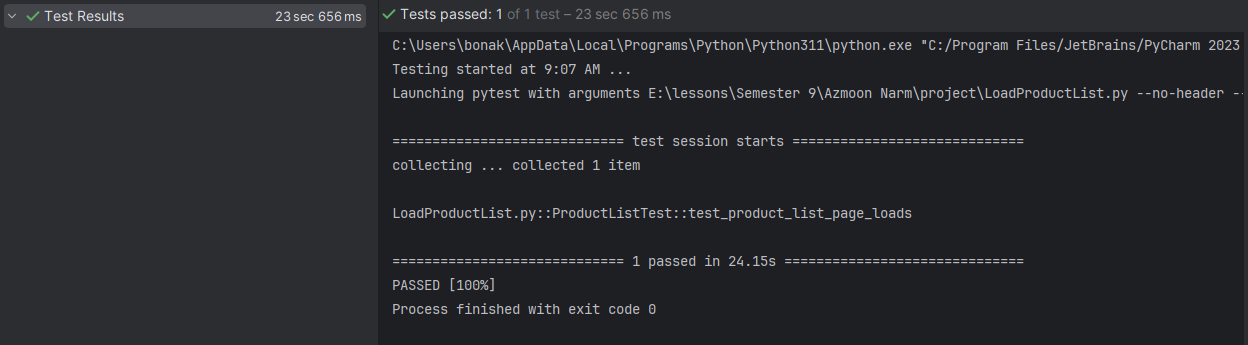 Test Results 23 sec 656 ms
Tests passed: 1 of 1 test – 23 sec 656 ms
C:\Users\bonak\AppData\Local\Programs\Python\Python311\python.exe "C:/Program Files/JetBrains/PyCharm 2023
Testing started at 9:07 AM ...
Launching pytest with arguments E:\lessons\Semester 9\Azmoon Narm\project\LoadProductList.py --no-header --
============================= test session starts =============================
collecting ... collected 1 item
LoadProductList.py::ProductListTest::test_product_list_page_loads
============================= 1 passed in 24.15s ==============================
PASSED [100%]
Process finished with exit code 0